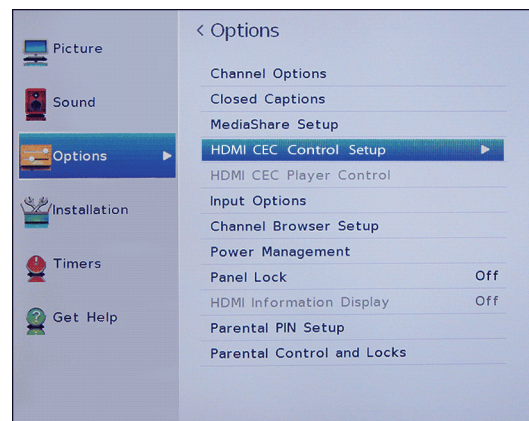 Picture
Sound
Options
Installation
Timers
Get Help
< Options
Channel Options
Closed Captions
MediaShare Setup
HDMI CEC Control Setup
HDMI CEC Player Control
Input Options
Channel Browser Setup
Power Management
Panel Lock Off
HDMI Information Display Off
Parental PIN Setup
Parental Control and Locks